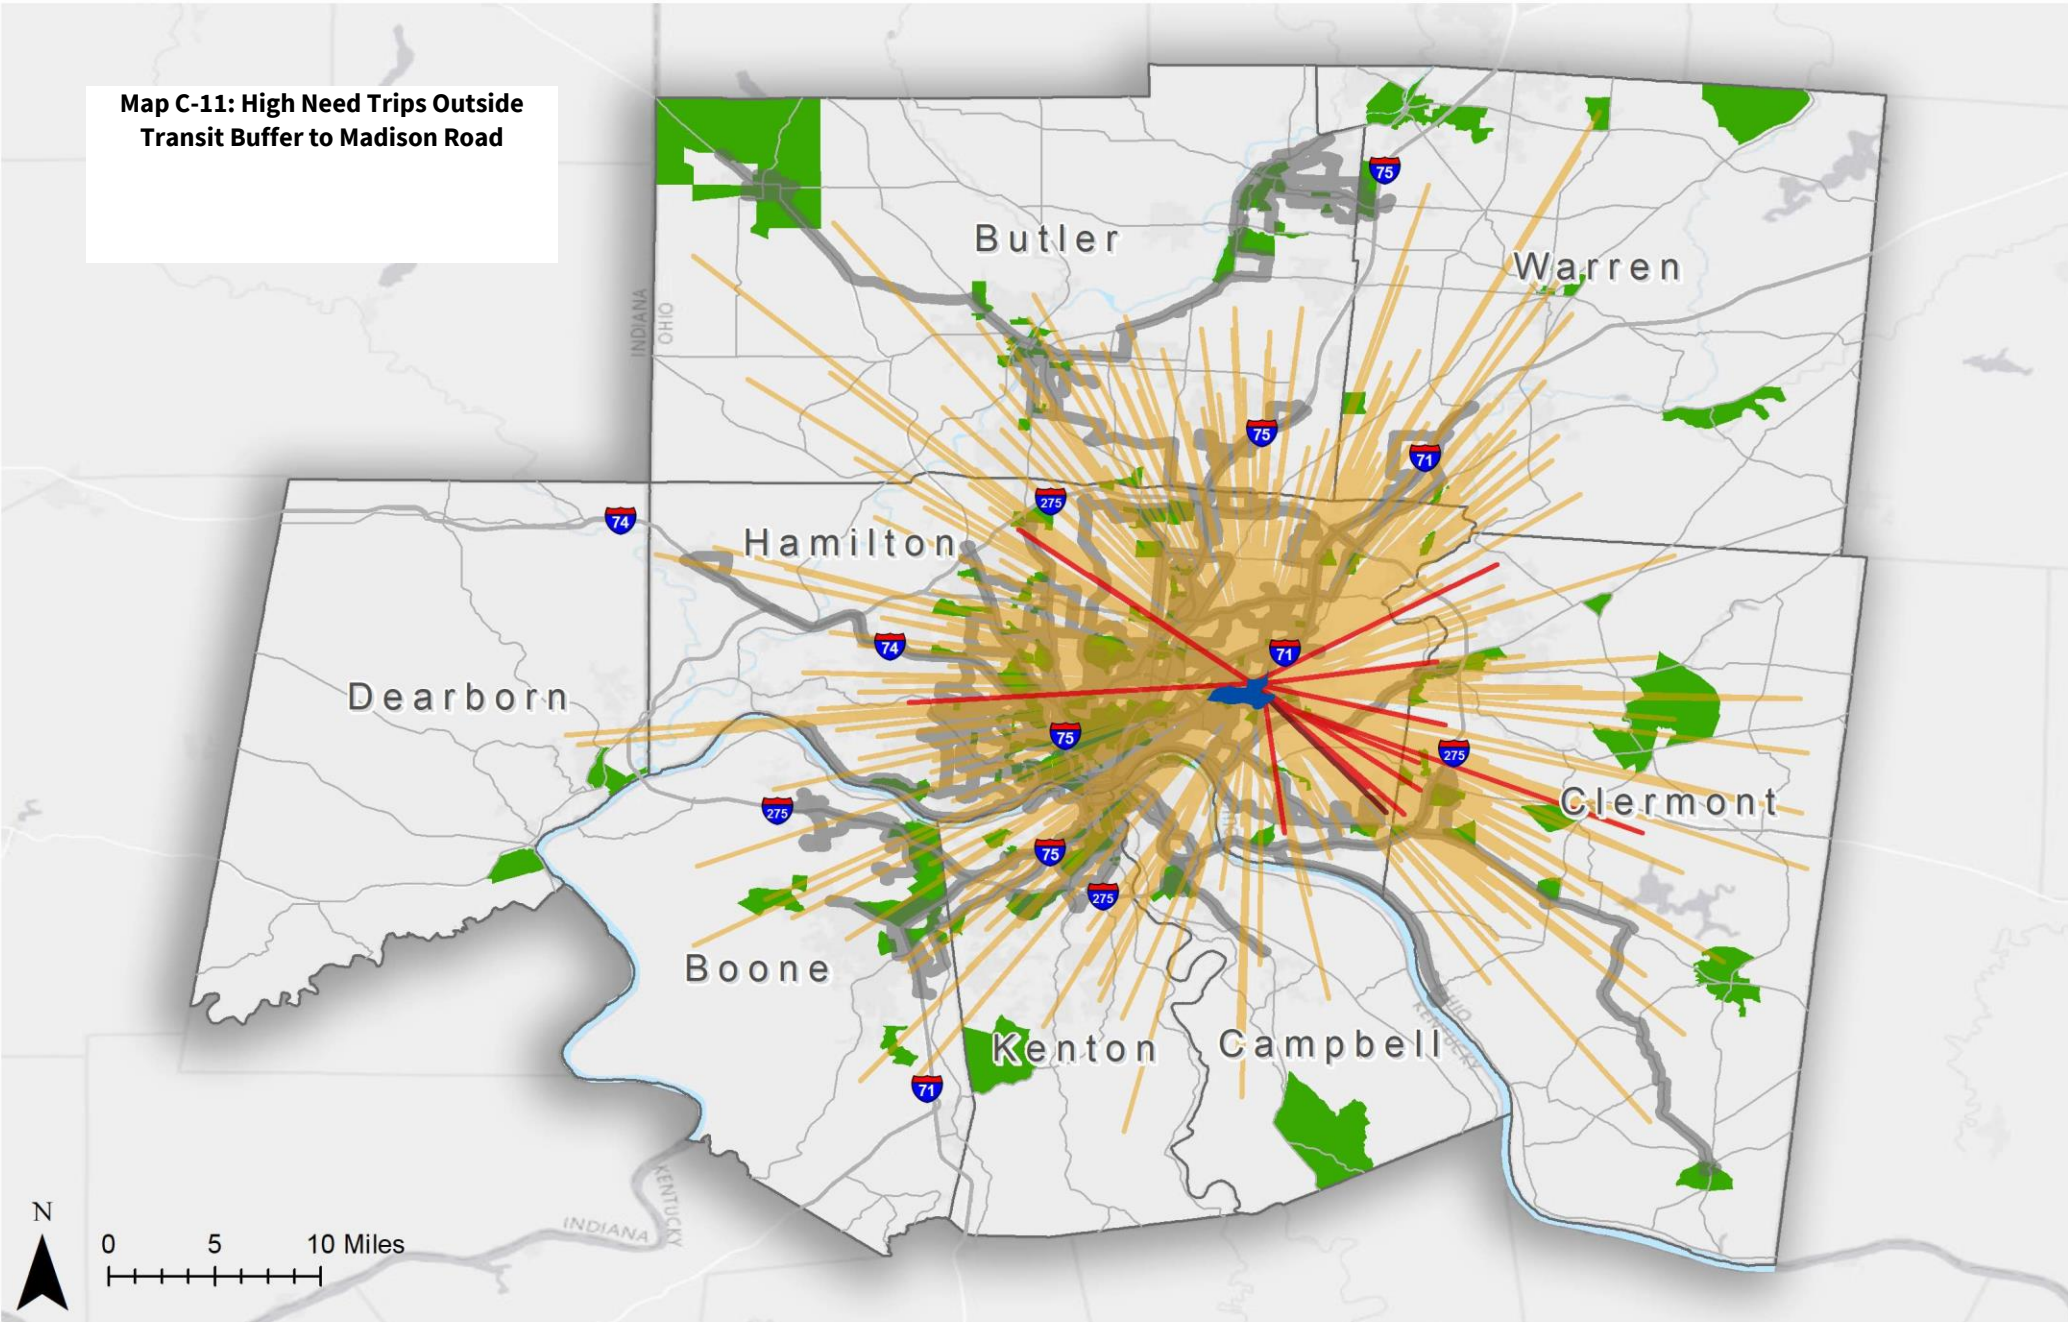 Map C-11: High Need Trips Outside
Transit Buffer to Madison Road
75
Butler
Warren
INDIANA
OHIO
75
71
275
74
Hamilton
74
71
Dearborn
75
275
275
Clermont
75
275
Boone
OHIO
KENTUCKY
Kenton
Campbell
71
KENTUCKY
INDIANA
N
0 5 10 Miles